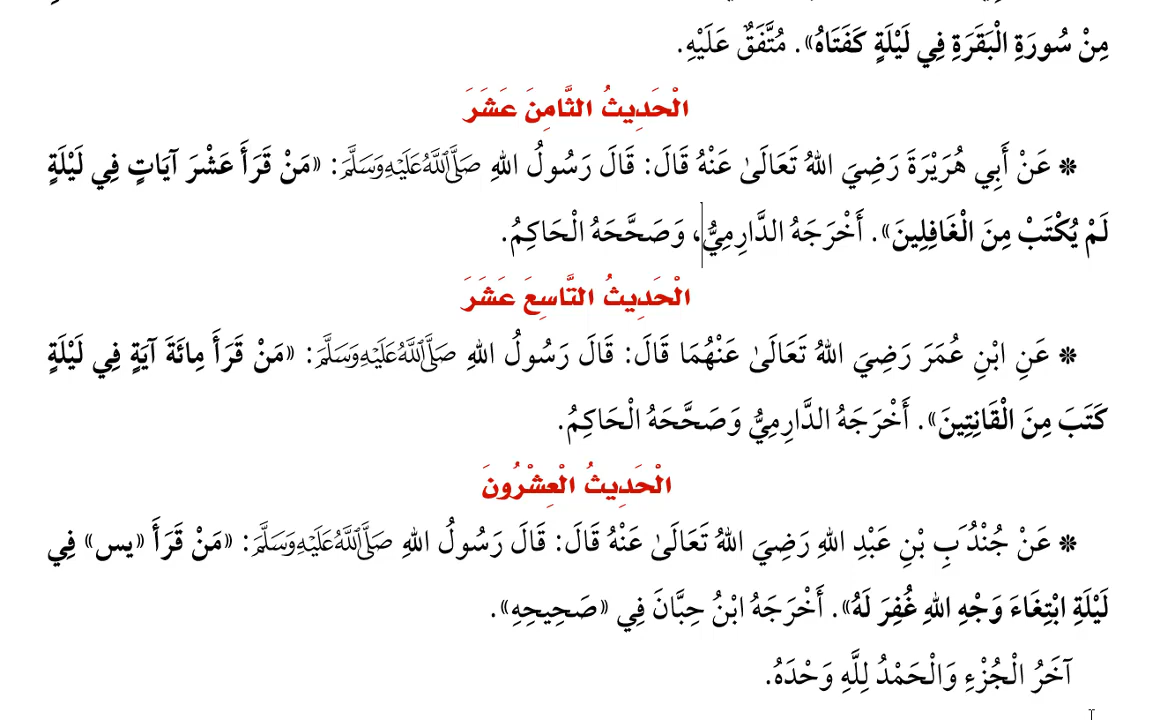 مِنْ سُورَةِ الْبَقَرَةِ فِي لَيْلَةٍ كَفَتَاهُ». مُتَّفَقٌ عَلَيْهِ.
الْحَدِيثُ الثَّامِنَ عَشَرَ
❋ عَنْ أَبِي هُرَيْرَةَ رَضِيَ اللهُ تَعَالَىٰ عَنْهُ قَالَ: قَالَ رَسُولُ اللهِ صَلَّى اللَّهُ عَلَيْهِ وَسَلَّمَ: «مَنْ قَرَأَ عَشْرَ آيَاتٍ فِي لَيْلَةٍ
لَمْ يُكْتَبْ مِنَ الْغَافِلِينَ». أَخْرَجَهُ الدَّارِمِيُّ، وَصَحَّحَهُ الْحَاكِمُ.
الْحَدِيثُ التَّاسِعَ عَشَرَ
❋ عَنِ ابْنِ عُمَرَ رَضِيَ اللهُ تَعَالَىٰ عَنْهُمَا قَالَ: قَالَ رَسُولُ اللهِ صَلَّى اللَّهُ عَلَيْهِ وَسَلَّمَ: «مَنْ قَرَأَ مِائَةَ آيَةٍ فِي لَيْلَةٍ
كَتَبَ مِنَ الْقَانِتِينَ». أَخْرَجَهُ الدَّارِمِيُّ وَصَحَّحَهُ الْحَاكِمُ.
الْحَدِيثُ الْعِشْرُونَ
❋ عَنْ جُنْدُبَِ بْنِ عَبْدِ اللهِ رَضِيَ اللهُ تَعَالَىٰ عَنْهُ قَالَ: قَالَ رَسُولُ اللهِ صَلَّى اللَّهُ عَلَيْهِ وَسَلَّمَ: «مَنْ قَرَأَ «يس» فِي
لَيْلَةِ ابْتِغَاءَ وَجْهِ اللهِ غُفِرَ لَهُ». أَخْرَجَهُ ابْنُ حِبَّانَ فِي «صَحِيحِهِ».
آخَرُ الْجُزْءِ وَالْحَمْدُ لِلَّهِ وَحْدَهُ.